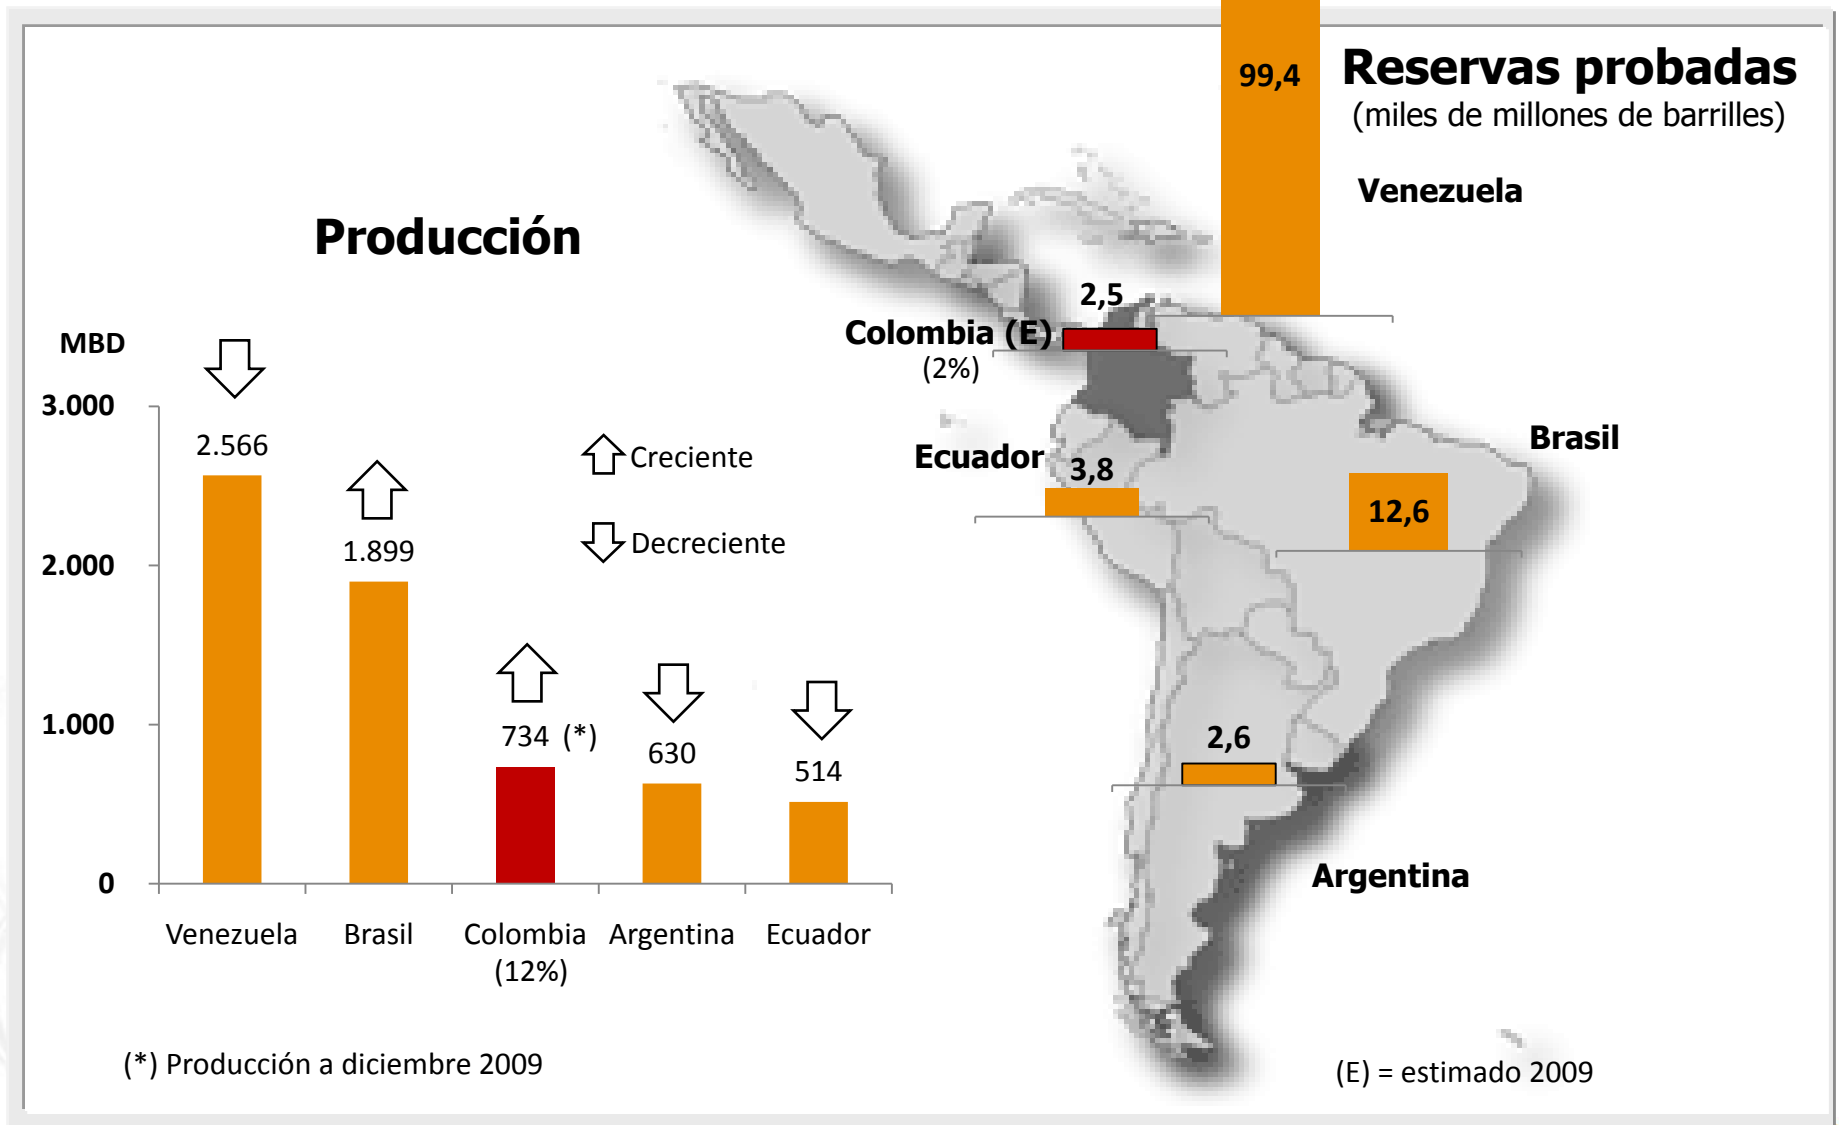 Producción
MBD
3.000
2.000
1.000
0
2.566
1.899
734 (*)
630
514
Creciente
Decreciente
Venezuela
Brasil
Colombia
(12%)
Argentina
Ecuador
(*) Producción a diciembre 2009
Reservas probadas
(miles de millones de barrilles)
99,4
Venezuela
2,5
Colombia (E)
(2%)
Ecuador
3,8
Brasil
12,6
2,6
Argentina
(E) = estimado 2009